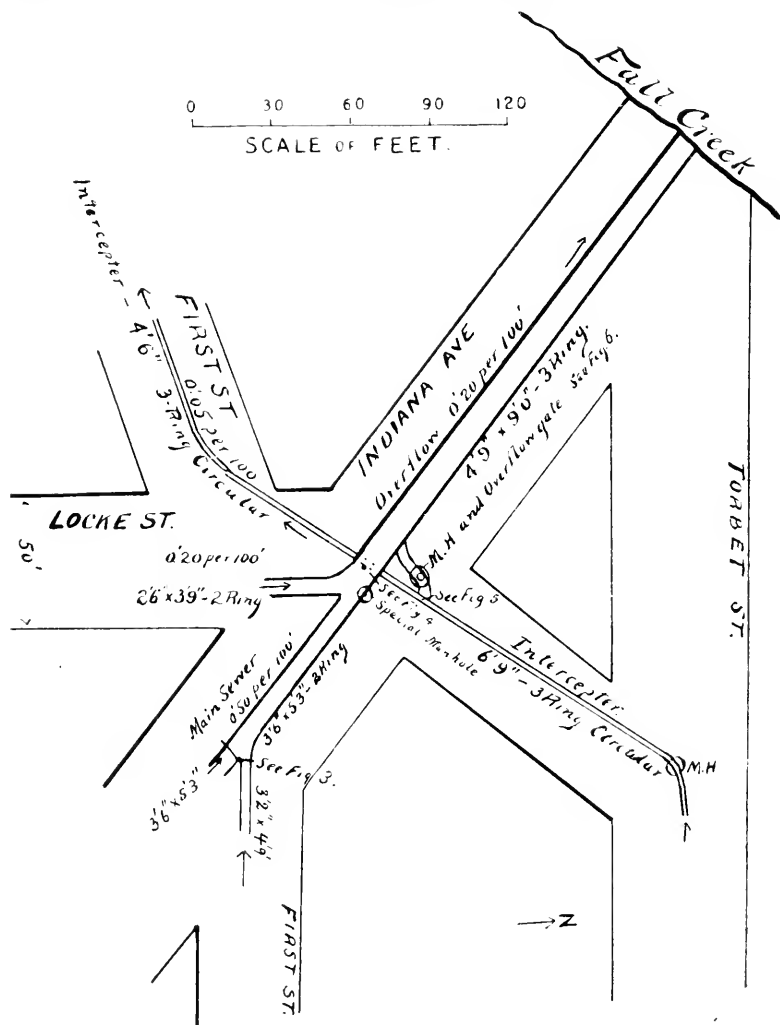 Fall Creek
0 30 60 90 120
SCALE OF FEET.
Intercepter - 4'6" 3-Ring Circular
FIRST ST
0.'05 per 100
INDIANA AVE
Overflow 0.'20 per 100'
4'9" x 9'0" - 3 Ring.
M.H and Overflow gate See Fig 6.
TORBET ST.
LOCKE ST.
50'
0.'20 per 100'
2'6" x 3'9" - 2 Ring
See Fig 4
Special Manhole
See Fig 5
Intercepter
6'9" - 3 Ring Circular
M.H
Main Sewer
0.'50 per 100'
3'6" x 5'3" - 2 Ring
3'6" x 5'3"
See Fig 3.
3'2" x 4'9"
FIRST ST.
Z